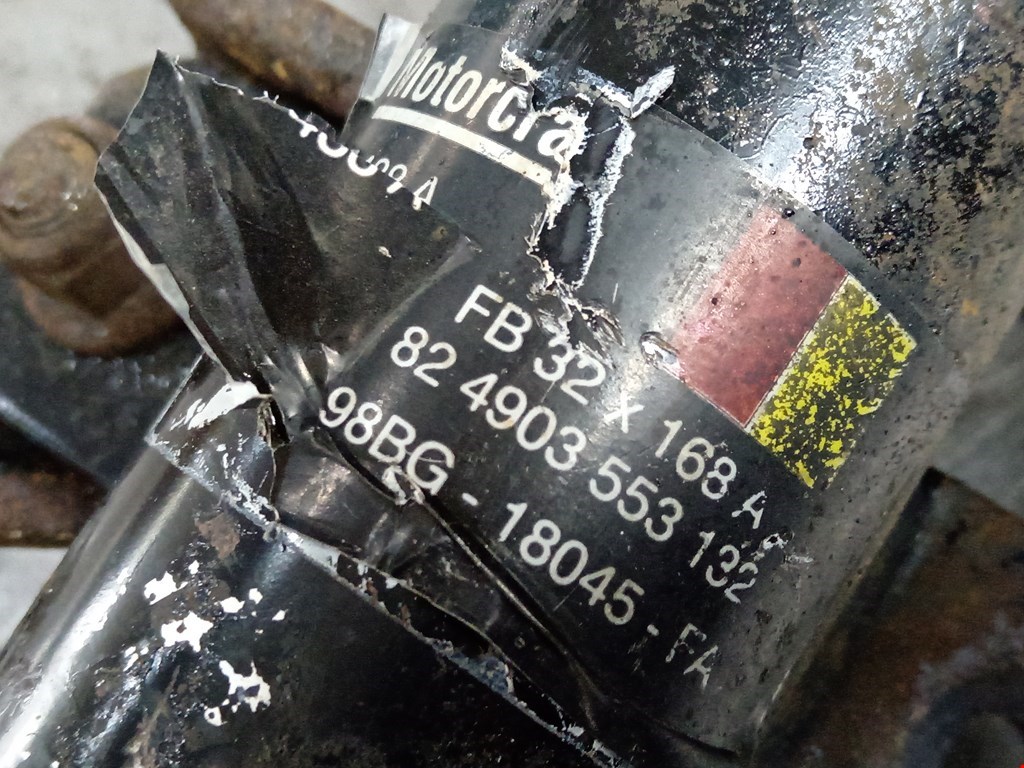 Motorcra
FB 32 x 168 A
82 4903 553 132
98BG - 18045 - FA